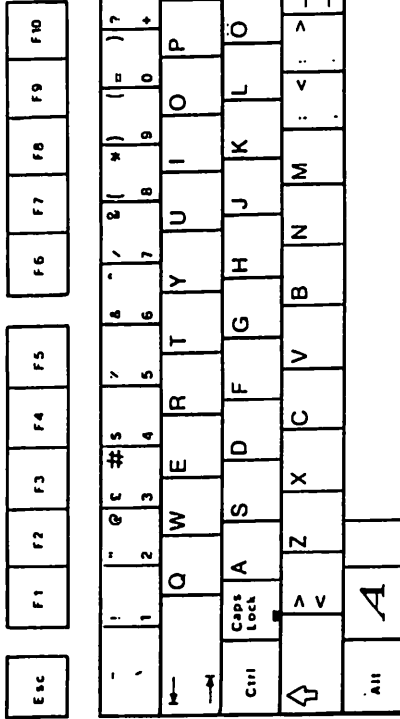 Esc F1 F2 F3 F4 F5 F6 F7 F8 F9 F10
! " @ £ # $ % & ^ / & ( * ) ( = ) ?
1 2 3 4 5 6 7 8 9 0 +
Q W E R T Y U I O P
Ctrl Caps Lock A S D F G H J K L Ö
> < Z X C V B N M
Alt A